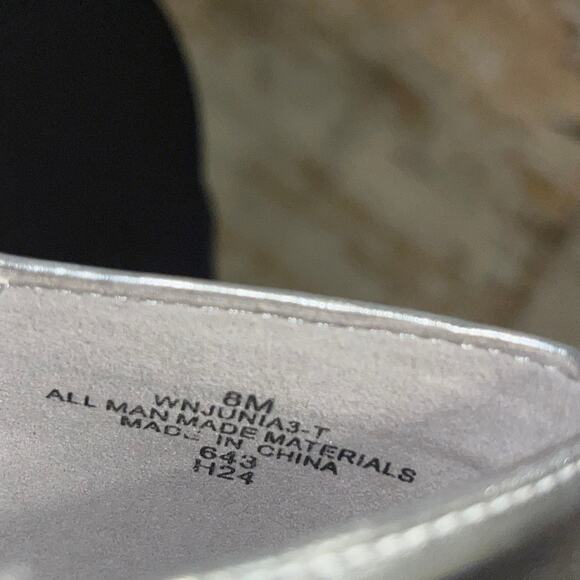 8M
WNJUNIA3-T
ALL MAN MADE MATERIALS
MADE IN CHINA
643
H24